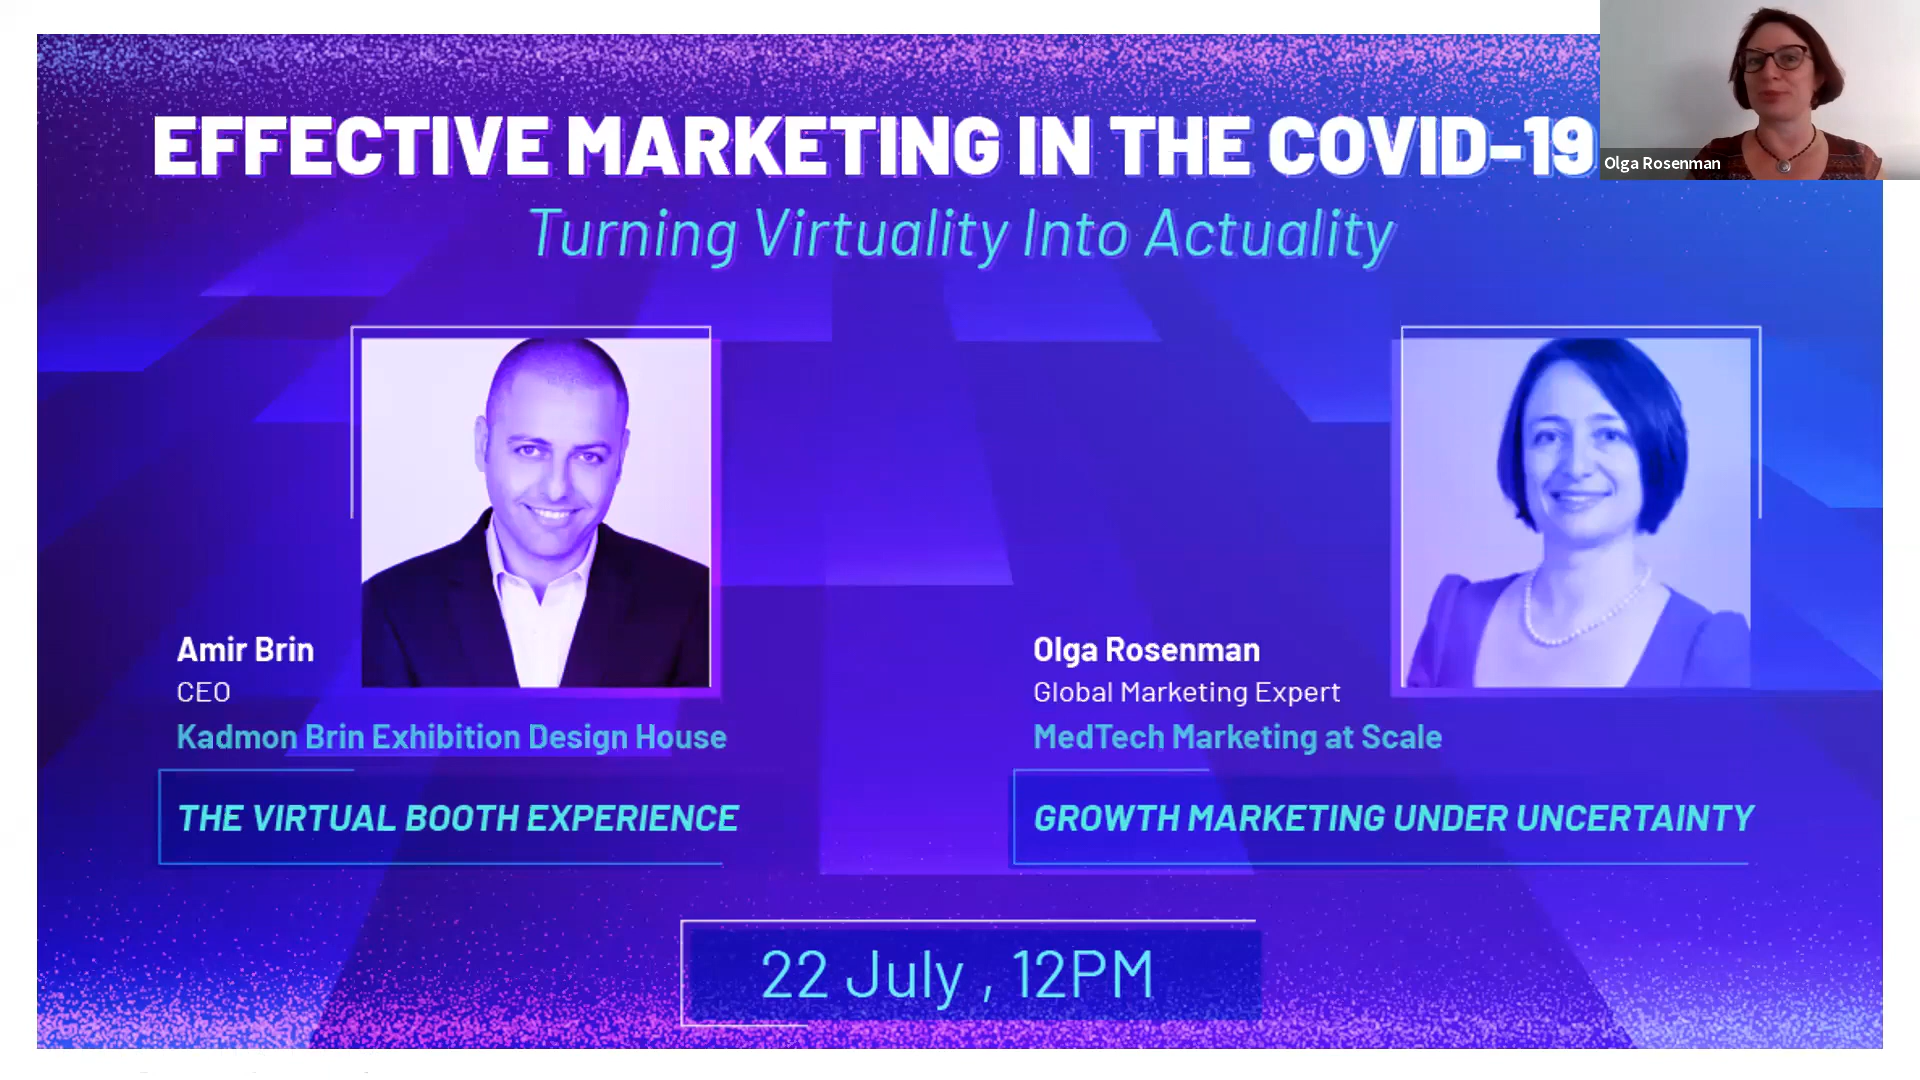 EFFECTIVE MARKETING IN THE COVID-19
Olga Rosenman
Turning Virtuality Into Actuality
Amir Brin
CEO
Kadmon Brin Exhibition Design House
THE VIRTUAL BOOTH EXPERIENCE
Olga Rosenman
Global Marketing Expert
MedTech Marketing at Scale
GROWTH MARKETING UNDER UNCERTAINTY
22 July , 12PM